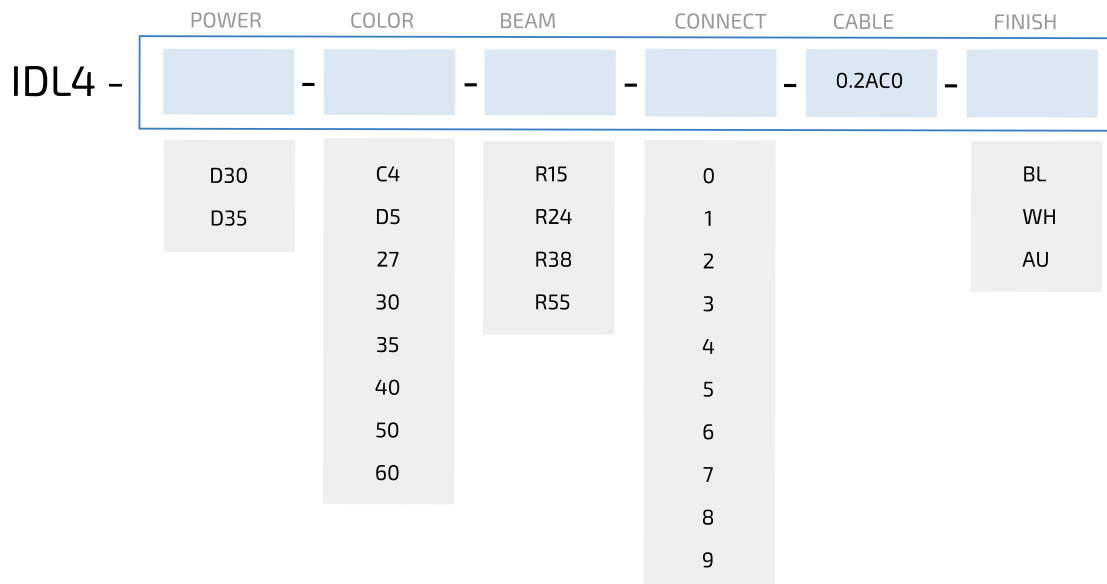 POWER COLOR BEAM CONNECT CABLE FINISH
IDL4 - - - - - 0.2AC0 -
D30 C4 R15 0 BL
D35 D5 R24 1 WH
27 R38 2 AU
30 R55 3
35 4
40 5
50 6
60 7
8
9